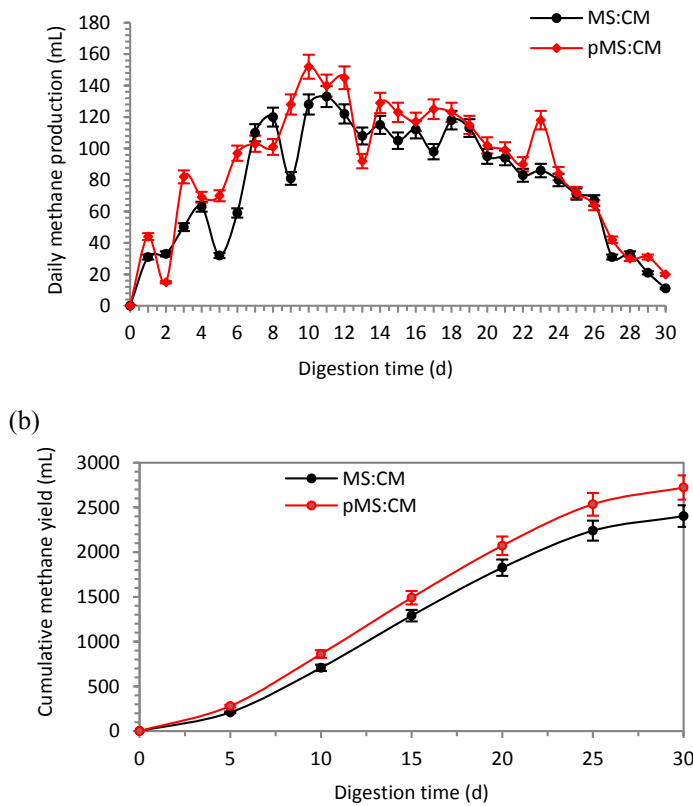 180
160
140
120
100
80
60
40
20
0
Daily methane production (mL)
MS:CM
pMS:CM
0 2 4 6 8 10 12 14 16 18 20 22 24 26 28 30
Digestion time (d)
(b)
3000
2500
2000
1500
1000
500
0
Cumulative methane yield (mL)
MS:CM
pMS:CM
0 5 10 15 20 25 30
Digestion time (d)